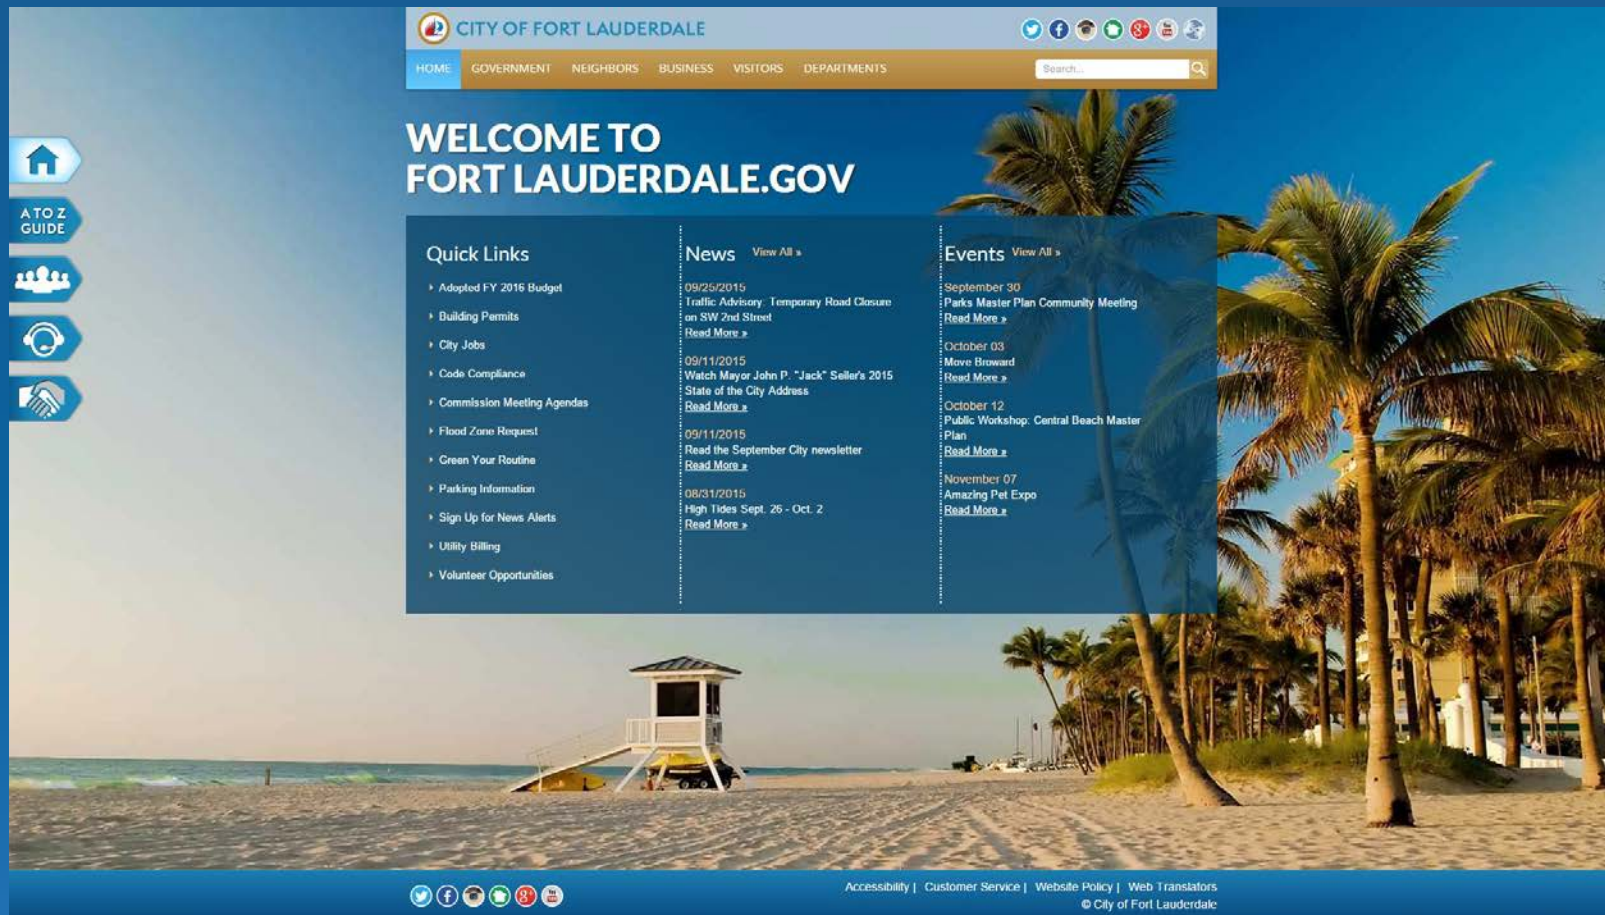 CITY OF FORT LAUDERDALE
HOME GOVERNMENT NEIGHBORS BUSINESS VISITORS DEPARTMENTS
Search...
WELCOME TO
FORT LAUDERDALE.GOV
A TO Z
GUIDE
Quick Links
Adopted FY 2016 Budget
Building Permits
City Jobs
Code Compliance
Commission Meeting Agendas
Flood Zone Request
Green Your Routine
Parking Information
Sign Up for News Alerts
Utility Billing
Volunteer Opportunities
News View All »
09/25/2015
Traffic Advisory: Temporary Road Closure
on SW 2nd Street
Read More »
09/11/2015
Watch Mayor John P. "Jack" Seiler's 2015
State of the City Address
Read More »
09/11/2015
Read the September City newsletter
Read More »
08/31/2015
High Tides Sept. 26 - Oct. 2
Read More »
Events View All »
September 30
Parks Master Plan Community Meeting
Read More »
October 03
Move Broward
Read More »
October 12
Public Workshop: Central Beach Master
Plan
Read More »
November 07
Amazing Pet Expo
Read More »
Accessibility | Customer Service | Website Policy | Web Translators
© City of Fort Lauderdale